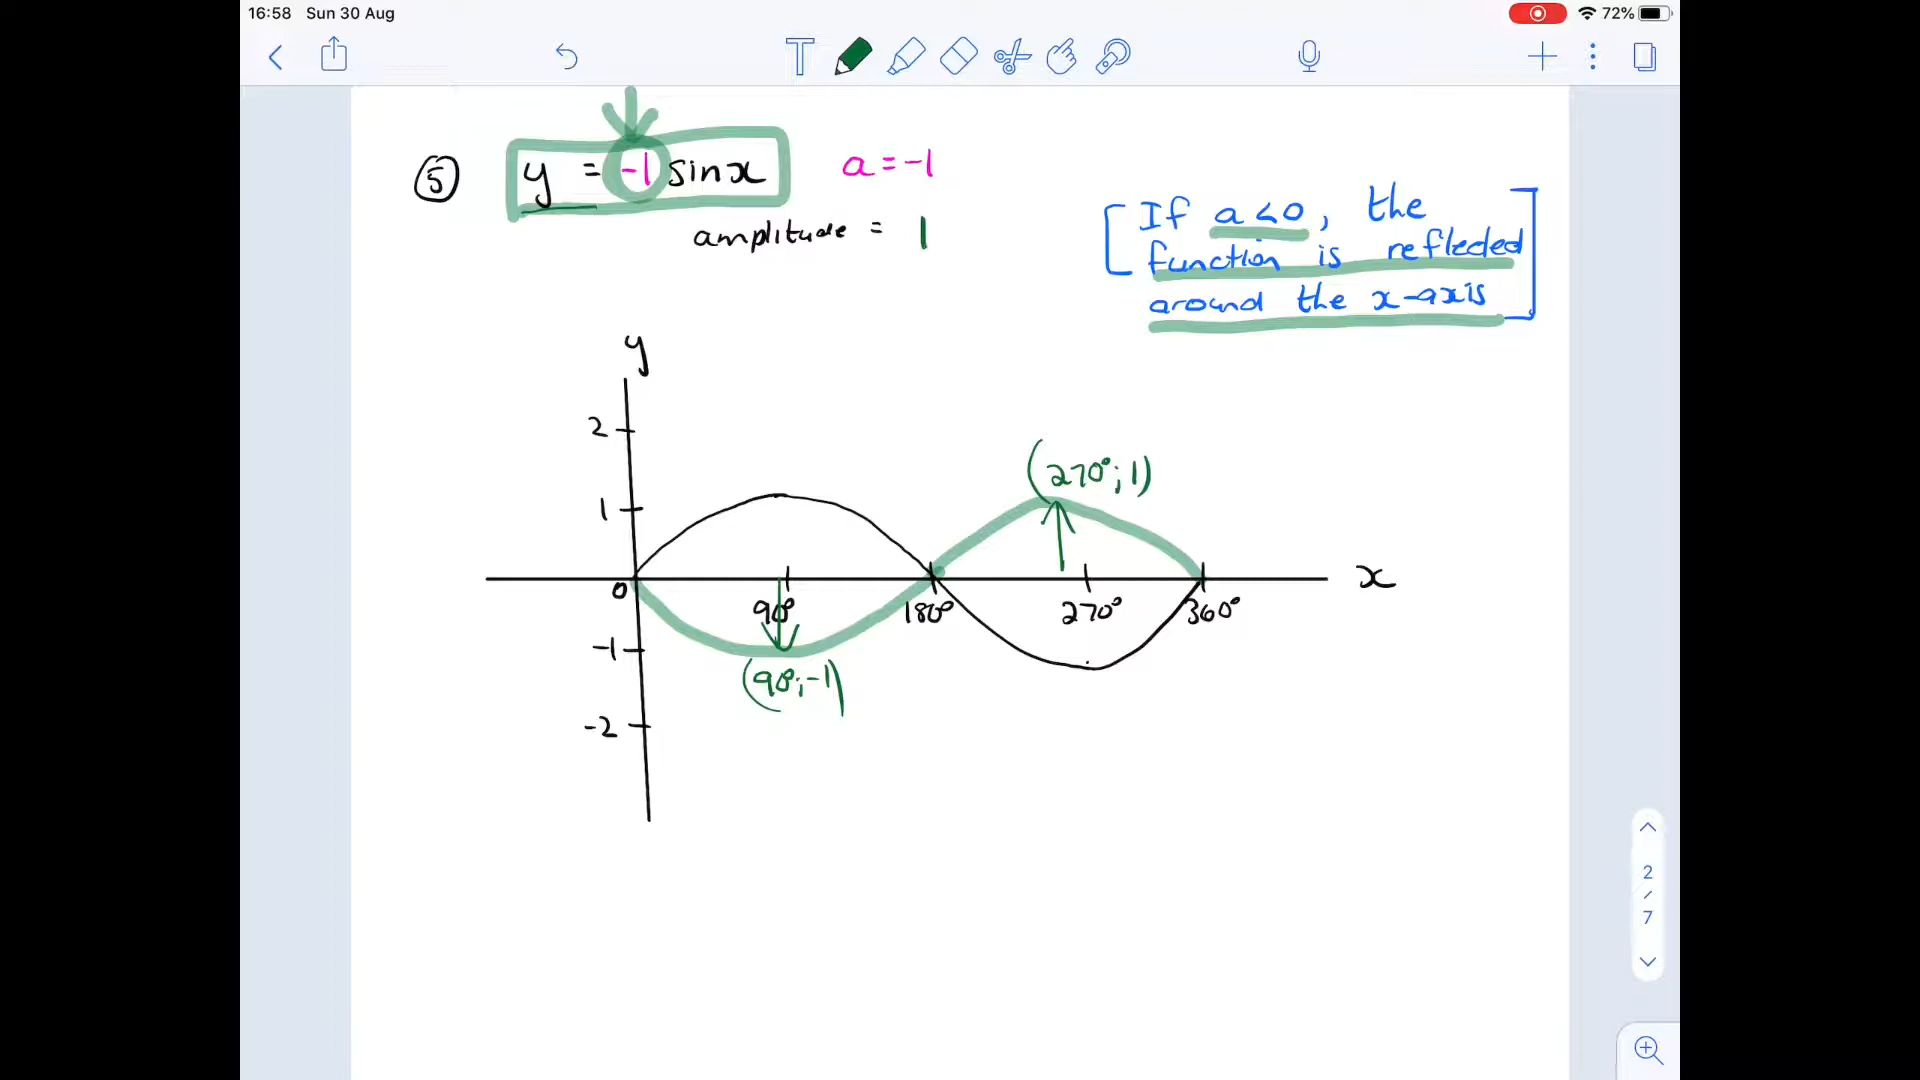 16:58 Sun 30 Aug
72%
T
5
y = -1 sinx a = -1
amplitude = 1
[If a<0, the
function is reflected
around the x-axis]
y
2
1
(270°; 1)
0
90°
180°
270°
360°
x
-1
(90°; -1)
-2
2
/
7